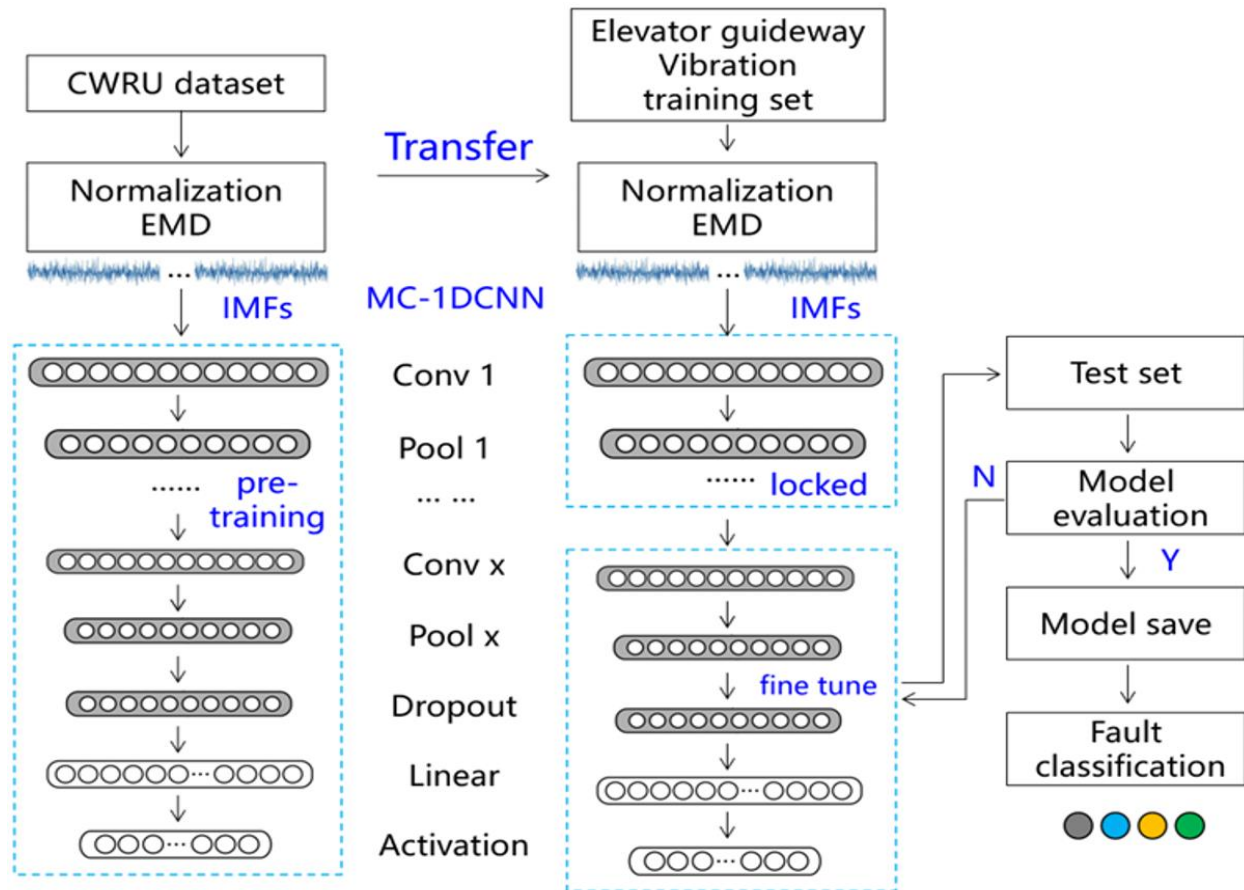 CWRU dataset
Normalization
EMD
...
IMFs
pre-
training
......
Transfer
MC-1DCNN
Conv 1
Pool 1
... ...
Conv x
Pool x
Dropout
Linear
Activation
...
...
Elevator guideway
Vibration
training set
Normalization
EMD
...
IMFs
...... locked
fine tune
...
...
Test set
N
Model
evaluation
Y
Model save
Fault
classification